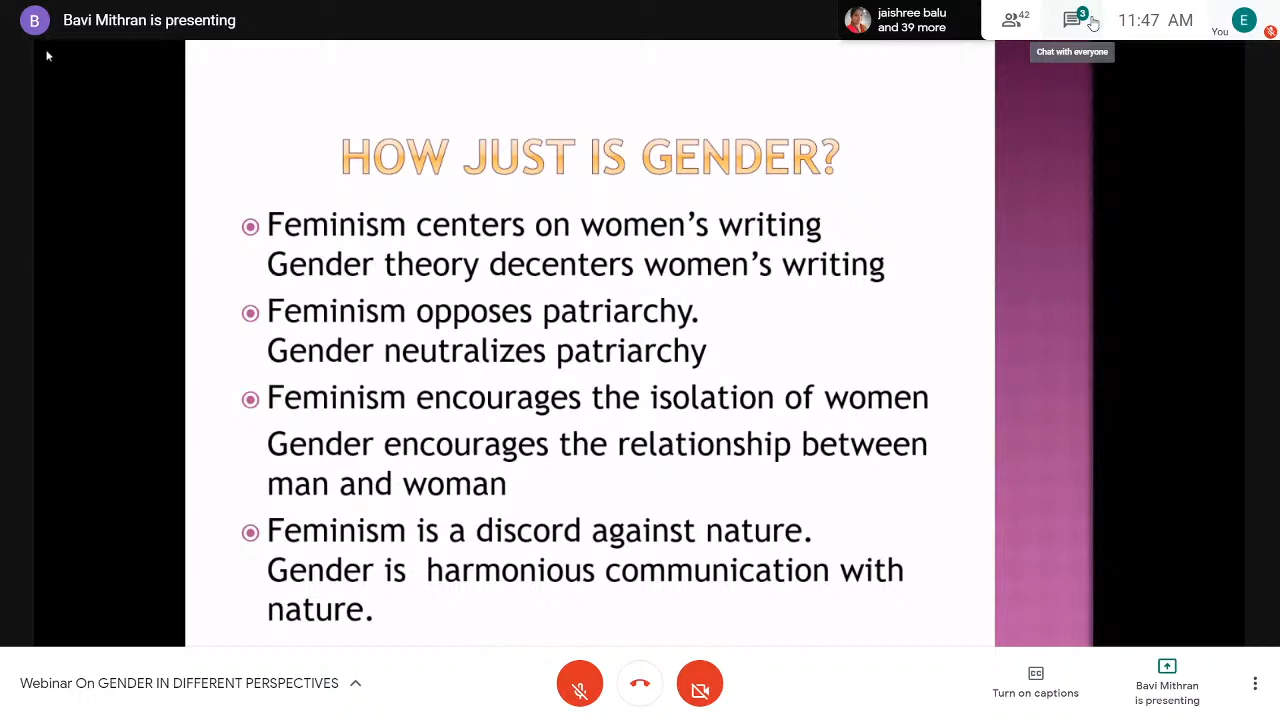 B
Bavi Mithran is presenting
jaishree balu
and 39 more
42
3
11:47 AM
You
E
Chat with everyone
HOW JUST IS GENDER?
Feminism centers on women's writing
Gender theory decenters women's writing
Feminism opposes patriarchy.
Gender neutralizes patriarchy
Feminism encourages the isolation of women
Gender encourages the relationship between
man and woman
Feminism is a discord against nature.
Gender is harmonious communication with
nature.
Webinar On GENDER IN DIFFERENT PERSPECTIVES
CC
Turn on captions
Bavi Mithran
is presenting